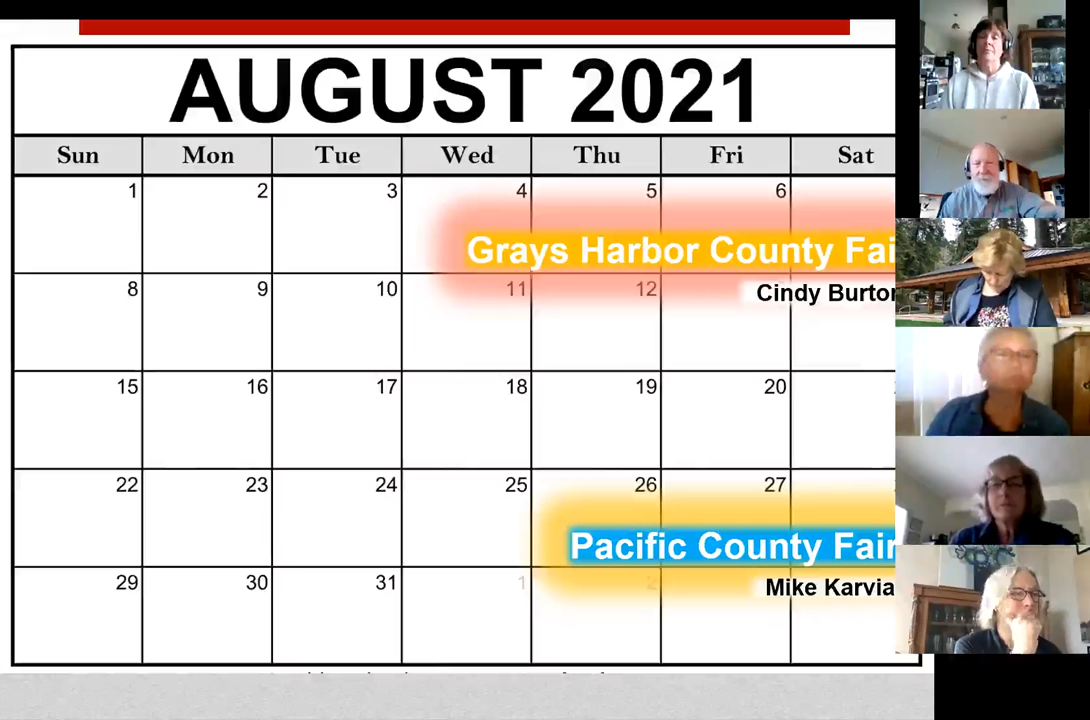 AUGUST 2021
Sun Mon Tue Wed Thu Fri Sat
1 2 3 4 5 6
Grays Harbor County Fai
8 9 10 11 12
Cindy Burtor
15 16 17 18 19 20
22 23 24 25 26 27
Pacific County Fair
29 30 31 1 2
Mike Karvia